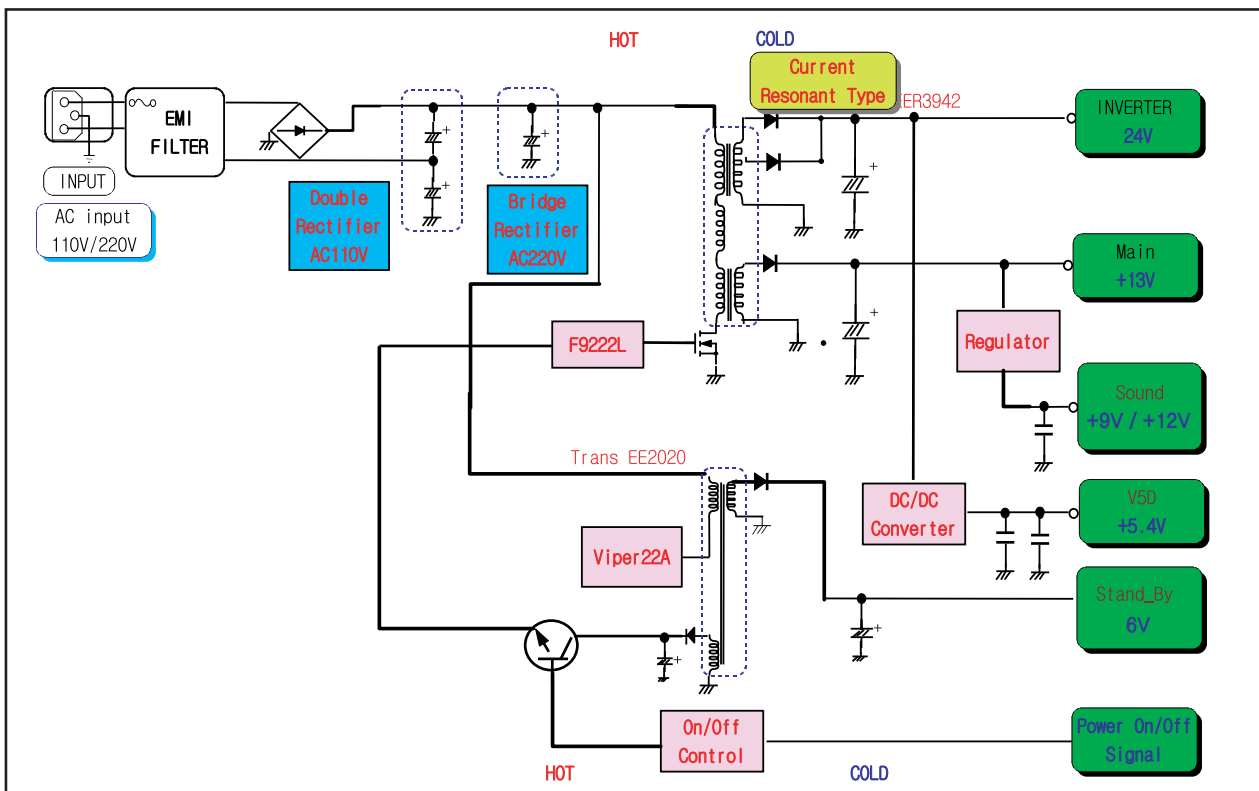 HOT
COLD
Current
Resonant Type
ER3942
INVERTER
24V
EMI
FILTER
INPUT
AC input
110V/220V
Double
Rectifier
AC110V
Bridge
Rectifier
AC220V
Main
+13V
F9222L
Regulator
Sound
+9V / +12V
Trans EE2020
DC/DC
Converter
V5D
+5.4V
Viper22A
Stand_By
6V
On/Off
Control
Power On/Off
Signal
HOT
COLD